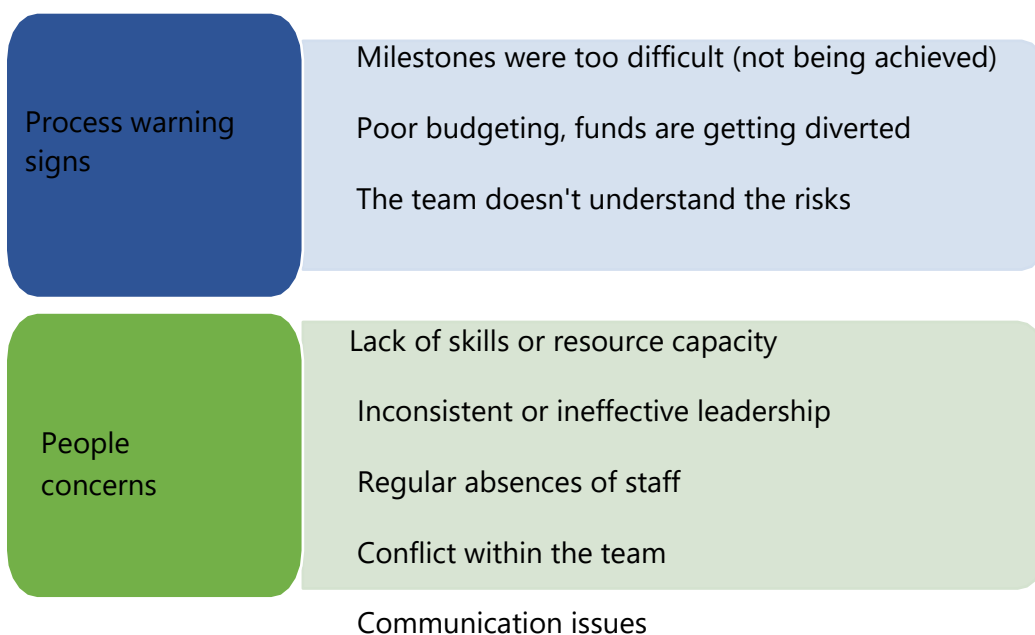 Process warning
signs
Milestones were too difficult (not being achieved)
Poor budgeting, funds are getting diverted
The team doesn't understand the risks
People
concerns
Lack of skills or resource capacity
Inconsistent or ineffective leadership
Regular absences of staff
Conflict within the team
Communication issues